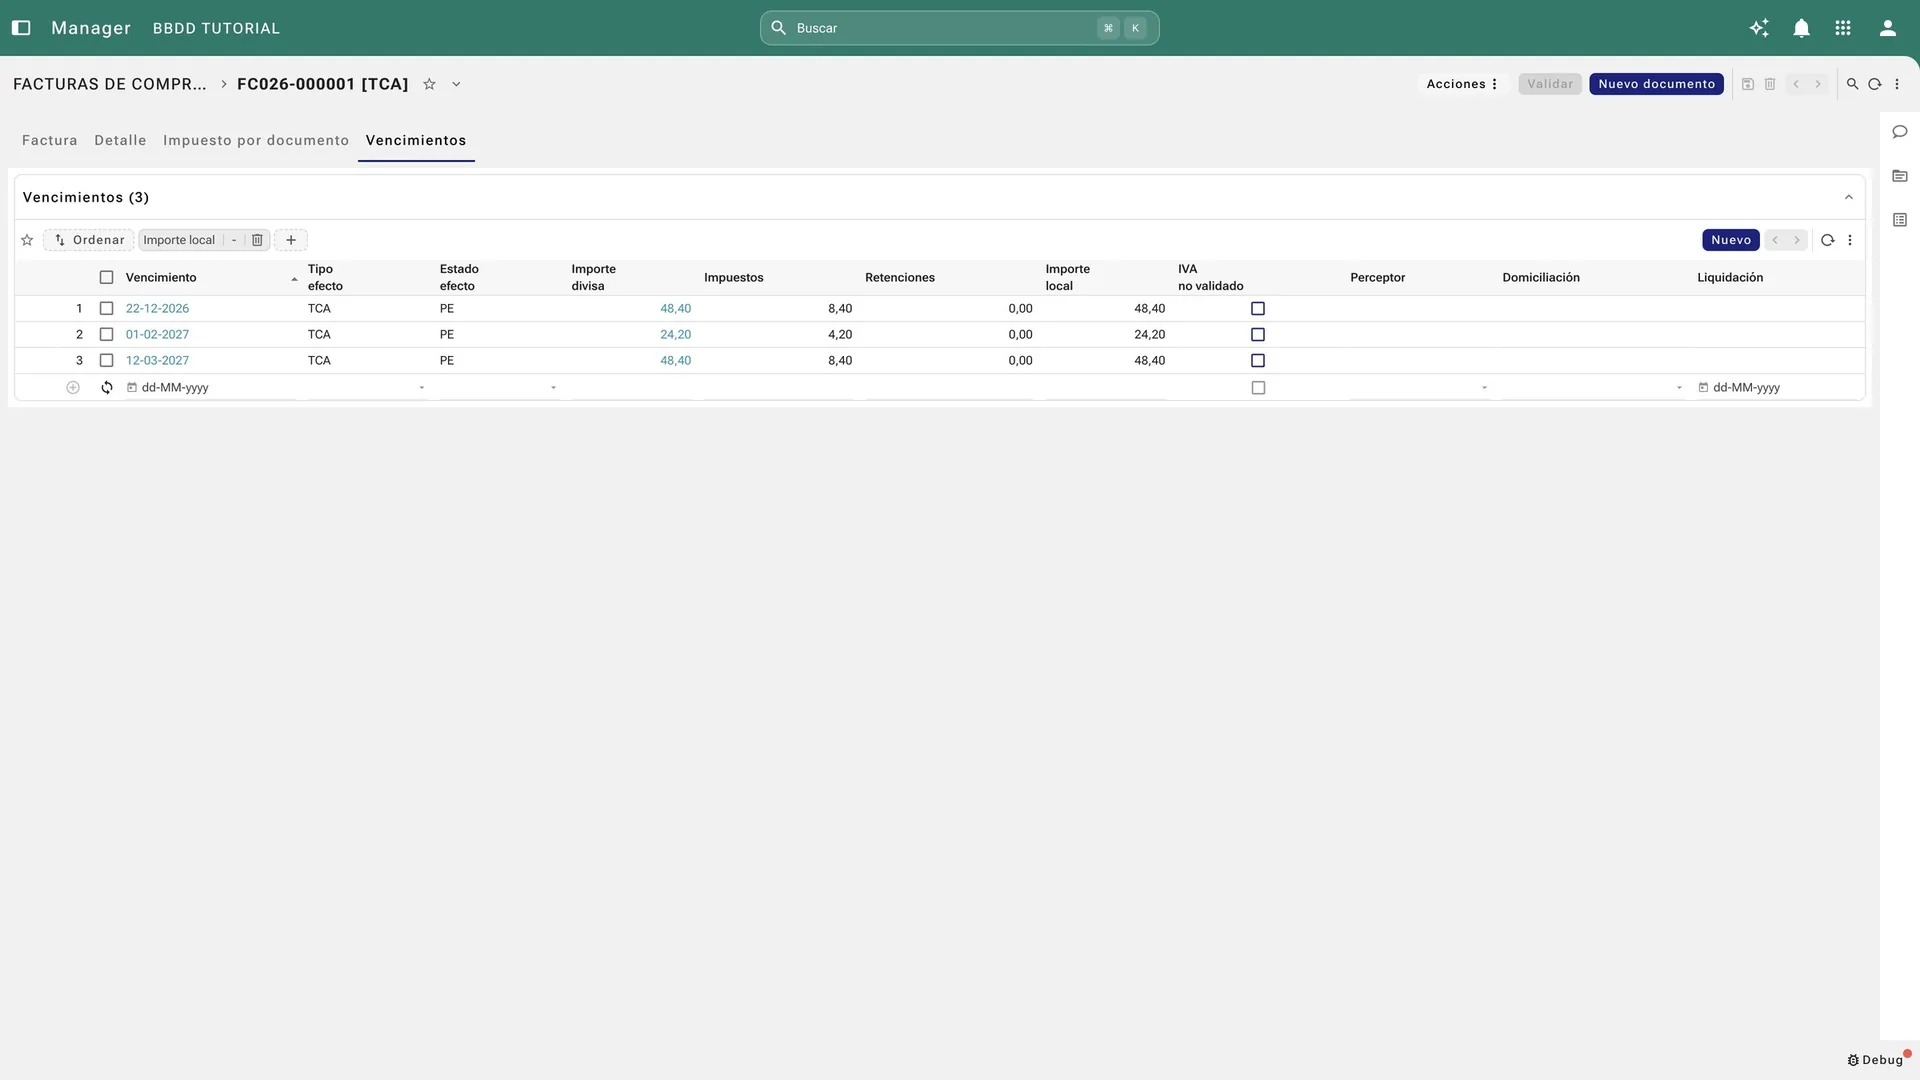 Manager BBDD TUTORIAL Buscar ⌘ K
FACTURAS DE COMPR... > FC026-000001 [TCA] Acciones Validar Nuevo documento
Factura Detalle Impuesto por documento Vencimientos
Vencimientos (3)
Ordenar Importe local - + Nuevo
Vencimiento Tipo efecto Estado efecto Importe divisa Impuestos Retenciones Importe local IVA no validado Perceptor Domiciliación Liquidación
1 22-12-2026 TCA PE 48,40 8,40 0,00 48,40
2 01-02-2027 TCA PE 24,20 4,20 0,00 24,20
3 12-03-2027 TCA PE 48,40 8,40 0,00 48,40
dd-MM-yyyy dd-MM-yyyy
Debug